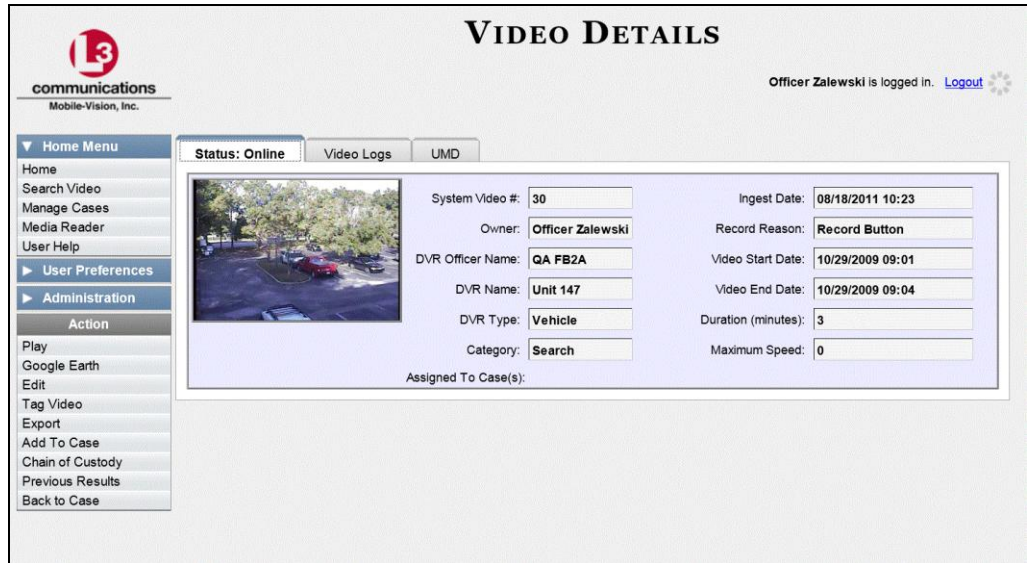 VIDEO DETAILS
L3
communications
Mobile-Vision, Inc.
Officer Zalewski is logged in. Logout
▼ Home Menu
Home
Search Video
Manage Cases
Media Reader
User Help
▶ User Preferences
▶ Administration
Action
Play
Google Earth
Edit
Tag Video
Export
Add To Case
Chain of Custody
Previous Results
Back to Case
Status: Online Video Logs UMD
System Video #: 30
Owner: Officer Zalewski
DVR Officer Name: QA FB2A
DVR Name: Unit 147
DVR Type: Vehicle
Category: Search
Assigned To Case(s):
Ingest Date: 08/18/2011 10:23
Record Reason: Record Button
Video Start Date: 10/29/2009 09:01
Video End Date: 10/29/2009 09:04
Duration (minutes): 3
Maximum Speed: 0